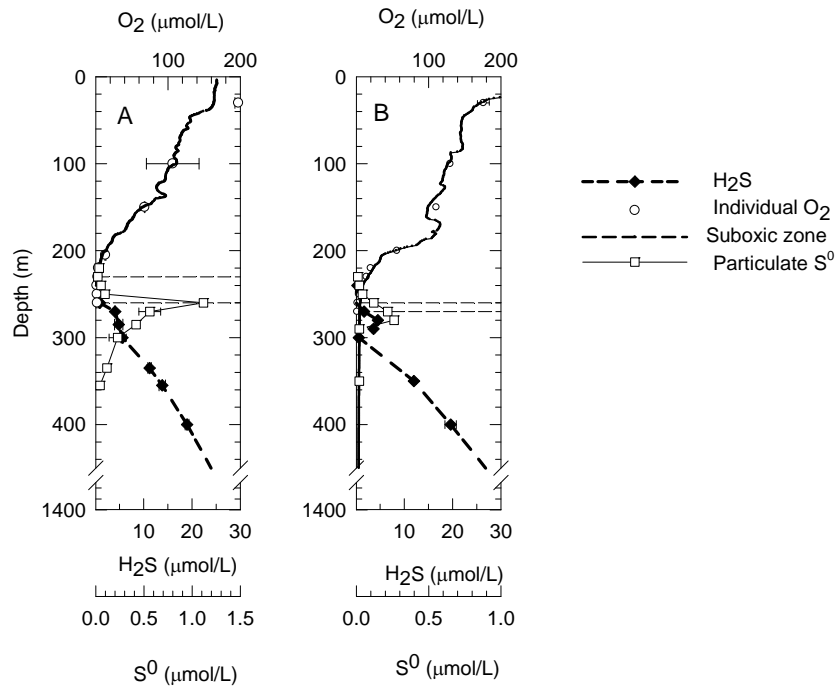 O2 (μmol/L)
0 100 200
O2 (μmol/L)
0 100 200
Depth (m)
0
100
200
300
400
1400
A
0
100
200
300
400
1400
B
0 10 20 30
H2S (μmol/L)
0.0 0.5 1.0 1.5
S0 (μmol/L)
0 10 20 30
H2S (μmol/L)
0.0 0.5 1.0
S0 (μmol/L)
H2S
Individual O2
Suboxic zone
Particulate S0